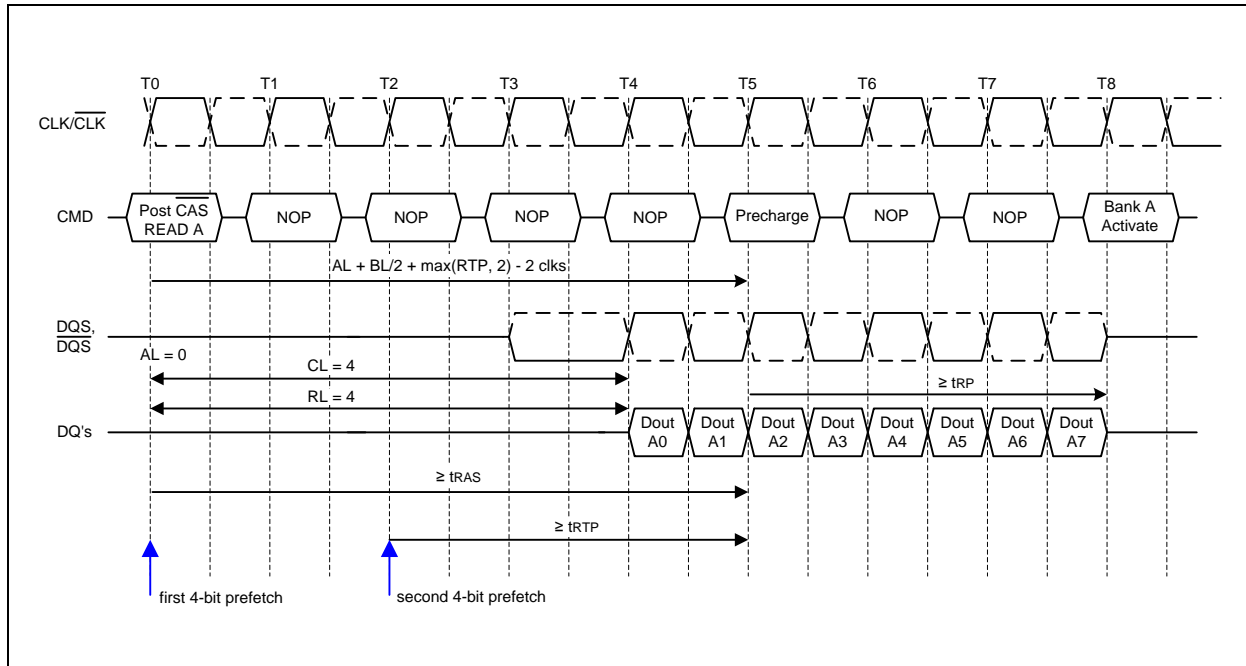 T0 T1 T2 T3 T4 T5 T6 T7 T8
CLK/CLK
CMD
Post CAS
READ A
NOP NOP NOP NOP Precharge NOP NOP
Bank A
Activate
AL + BL/2 + max(RTP, 2) - 2 clks
DQS,
DQS
AL = 0
CL = 4
≥ tRP
RL = 4
DQ's
Dout
A0
Dout
A1
Dout
A2
Dout
A3
Dout
A4
Dout
A5
Dout
A6
Dout
A7
≥ tRAS
≥ tRTP
first 4-bit prefetch
second 4-bit prefetch